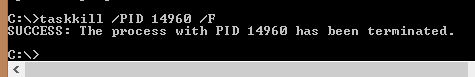 C:\>taskkill /PID 14960 /F
SUCCESS: The process with PID 14960 has been terminated.
C:\>